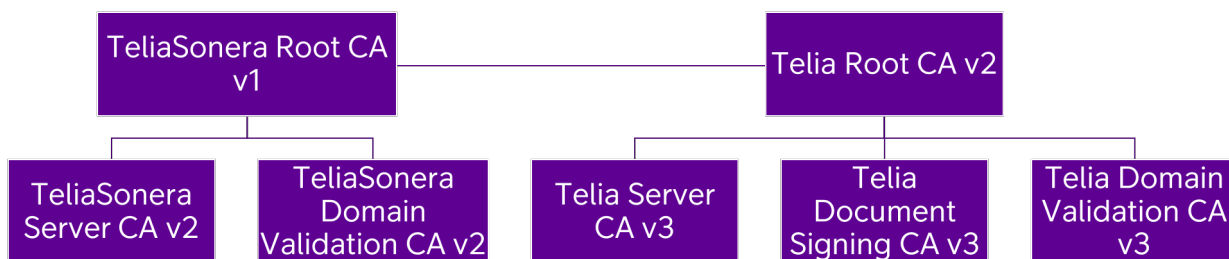 TeliaSonera Root CA
v1
Telia Root CA v2
TeliaSonera
Server CA v2
TeliaSonera
Domain
Validation CA v2
Telia Server
CA v3
Telia
Document
Signing CA v3
Telia Domain
Validation CA
v3